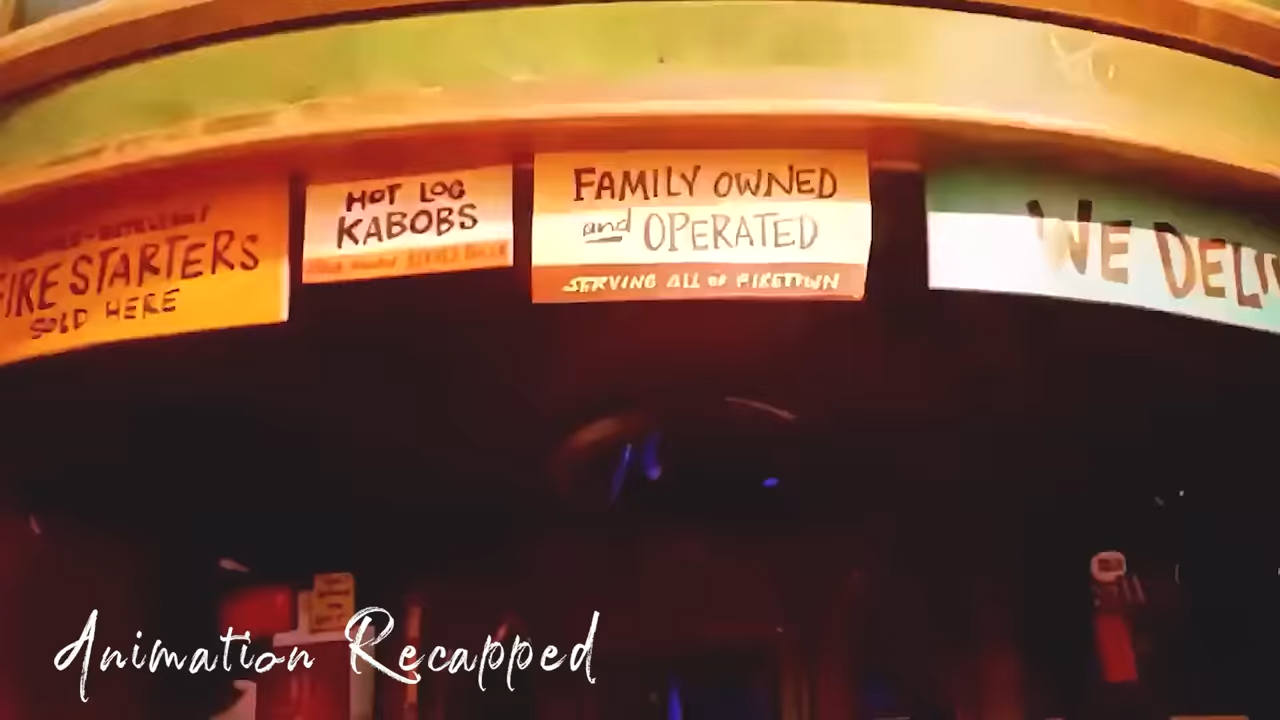 FIRE STARTERS
SOLD HERE
HOT LOG
KABOBS
FAMILY OWNED
and OPERATED
SERVING ALL OF FIRETOWN
WE DELI
Animation Recapped